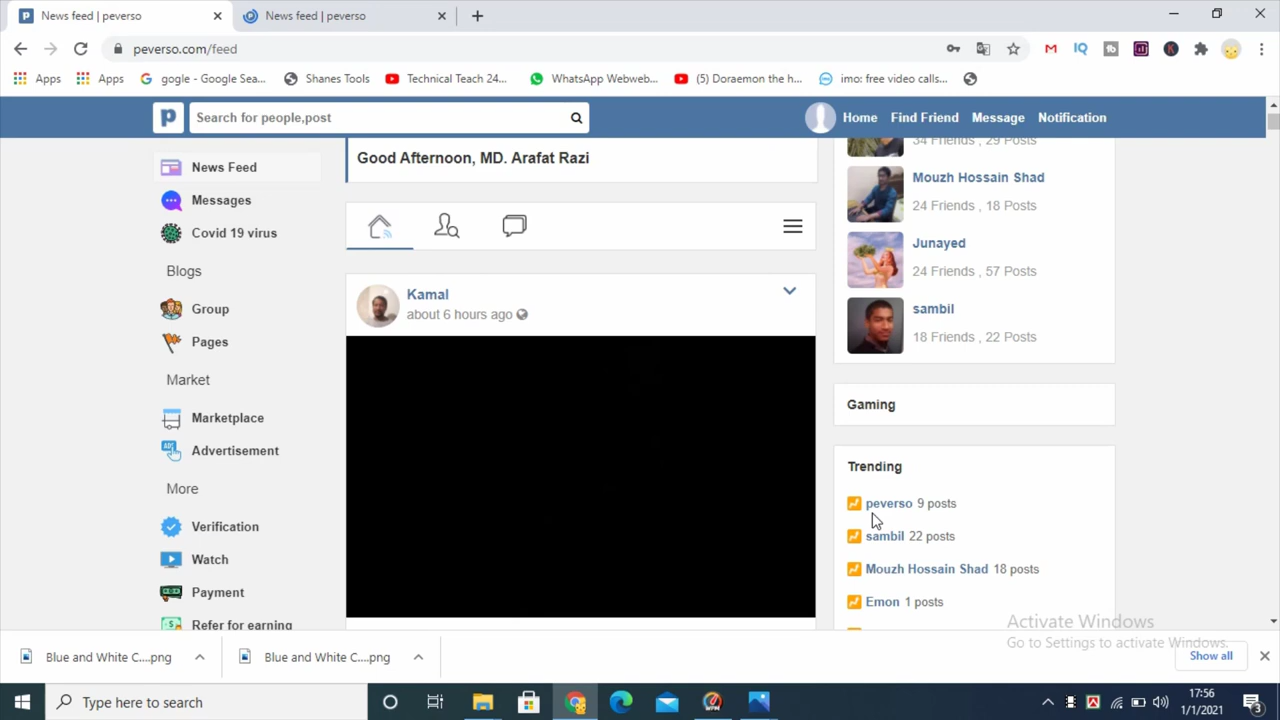 News feed | peverso
News feed | peverso
peverso.com/feed
Apps
Apps
gogle - Google Sea...
Shanes Tools
Technical Teach 24...
WhatsApp Webweb...
(5) Doraemon the h...
imo: free video calls...
Search for people,post
Home
Find Friend
Message
Notification
News Feed
Messages
Covid 19 virus
Blogs
Group
Pages
Market
Marketplace
Advertisement
More
Verification
Watch
Payment
Refer for earning
Good Afternoon, MD. Arafat Razi
Kamal
about 6 hours ago
34 Friends , 29 Posts
Mouzh Hossain Shad
24 Friends , 18 Posts
Junayed
24 Friends , 57 Posts
sambil
18 Friends , 22 Posts
Gaming
Trending
peverso 9 posts
sambil 22 posts
Mouzh Hossain Shad 18 posts
Emon 1 posts
Activate Windows
Go to Settings to activate Windows.
Blue and White C....png
Blue and White C....png
Show all
Type here to search
17:56
1/1/2021
3